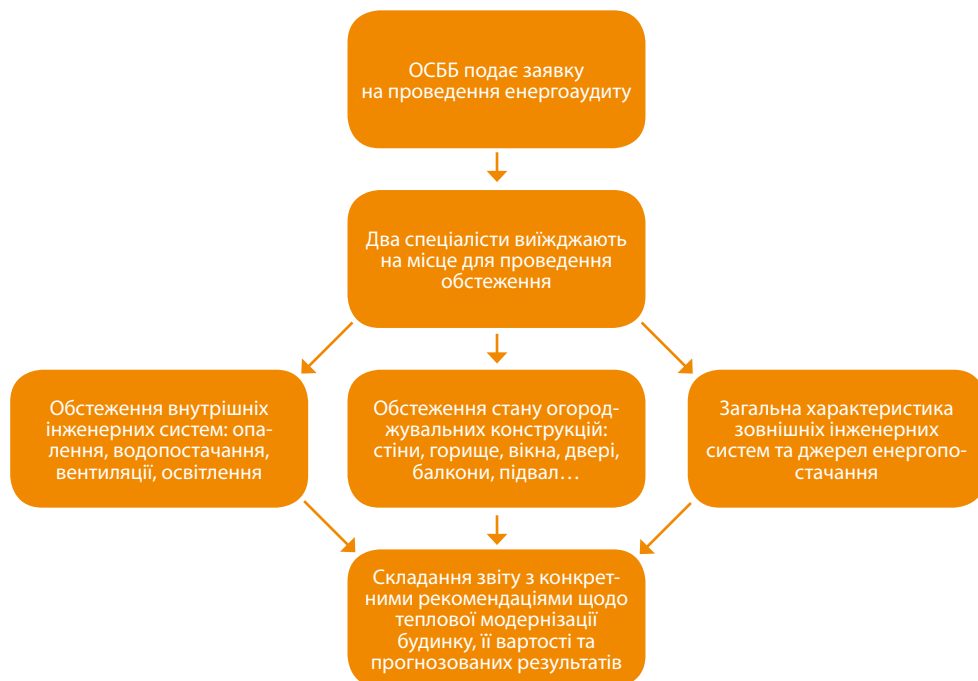 ОСББ подає заявку
на проведення енергоаудиту
Два спеціалісти виїжджають
на місце для проведення
обстеження
Обстеження внутрішніх
інженерних систем: опа-
лення, водопостачання,
вентиляції, освітлення
Обстеження стану огород-
жувальних конструкцій:
стіни, горище, вікна, двері,
балкони, підвал…
Загальна характеристика
зовнішніх інженерних
систем та джерел енергопо-
стачання
Складання звіту з конкрет-
ними рекомендаціями щодо
теплової модернізації
будинку, її вартості та
прогнозованих результатів